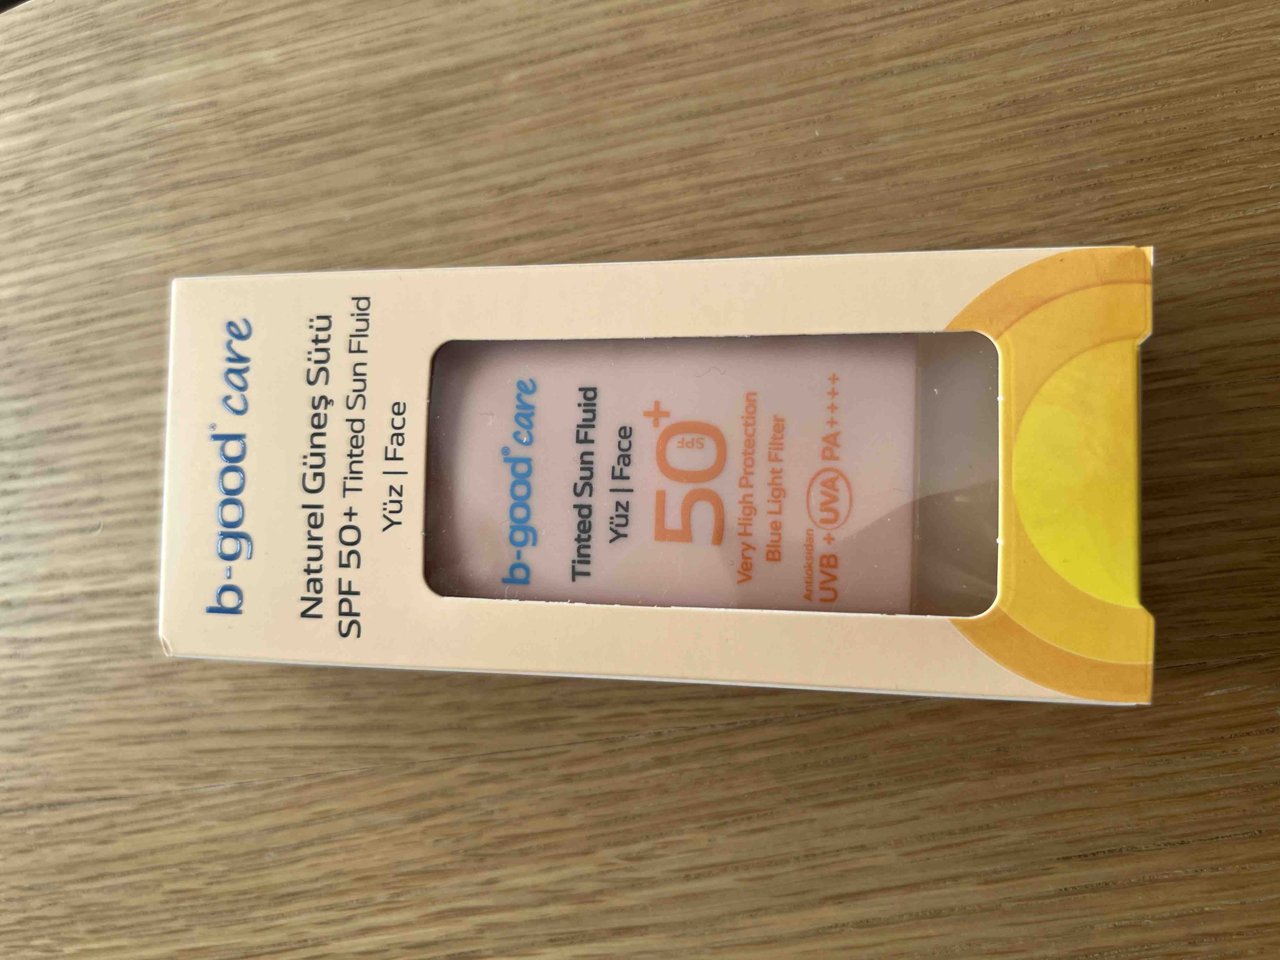 b-good® care
Naturel Güneş Sütü
SPF 50+ Tinted Sun Fluid
Yüz | Face
b-good® care
Tinted Sun Fluid
Yüz | Face
50+
SPF
Very High Protection
Blue Light Filter
Antioksidan
UVB + UVA PA++++